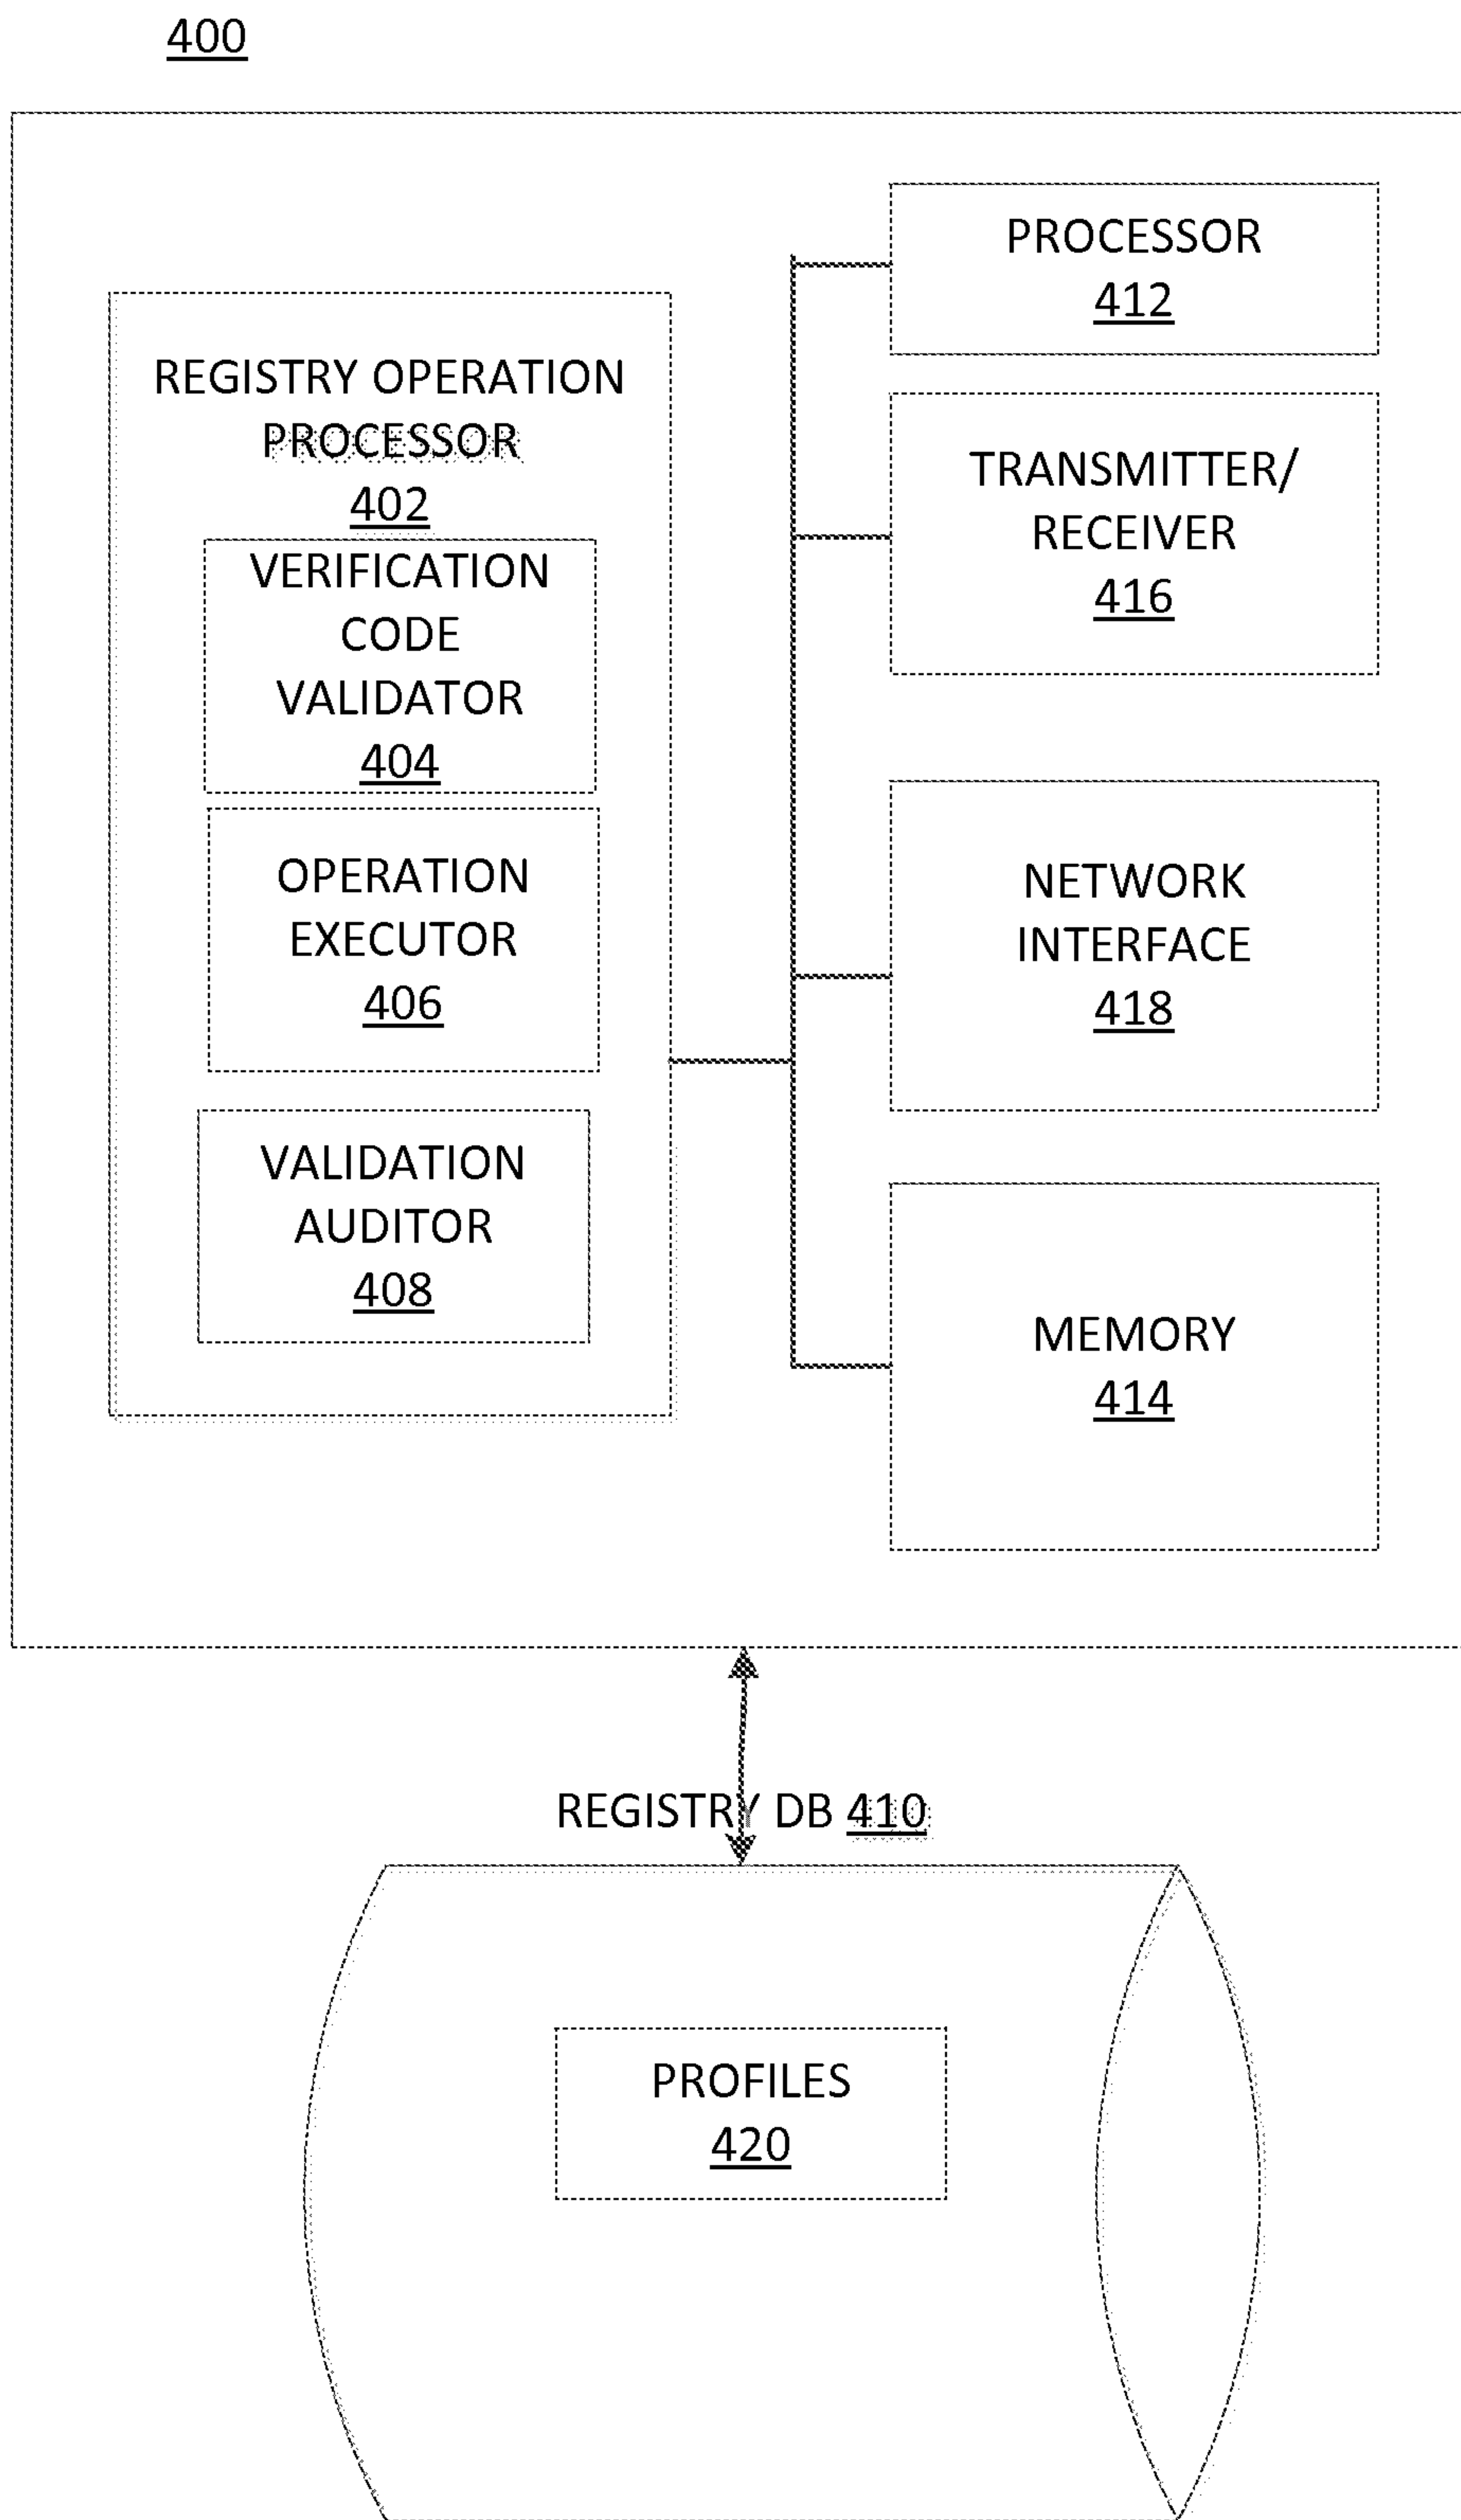 400
REGISTRY OPERATION
PROCESSOR
402
VERIFICATION
CODE
VALIDATOR
404
OPERATION
EXECUTOR
406
VALIDATION
AUDITOR
408
PROCESSOR
412
TRANSMITTER/
RECEIVER
416
NETWORK
INTERFACE
418
MEMORY
414
REGISTRY DB 410
PROFILES
420